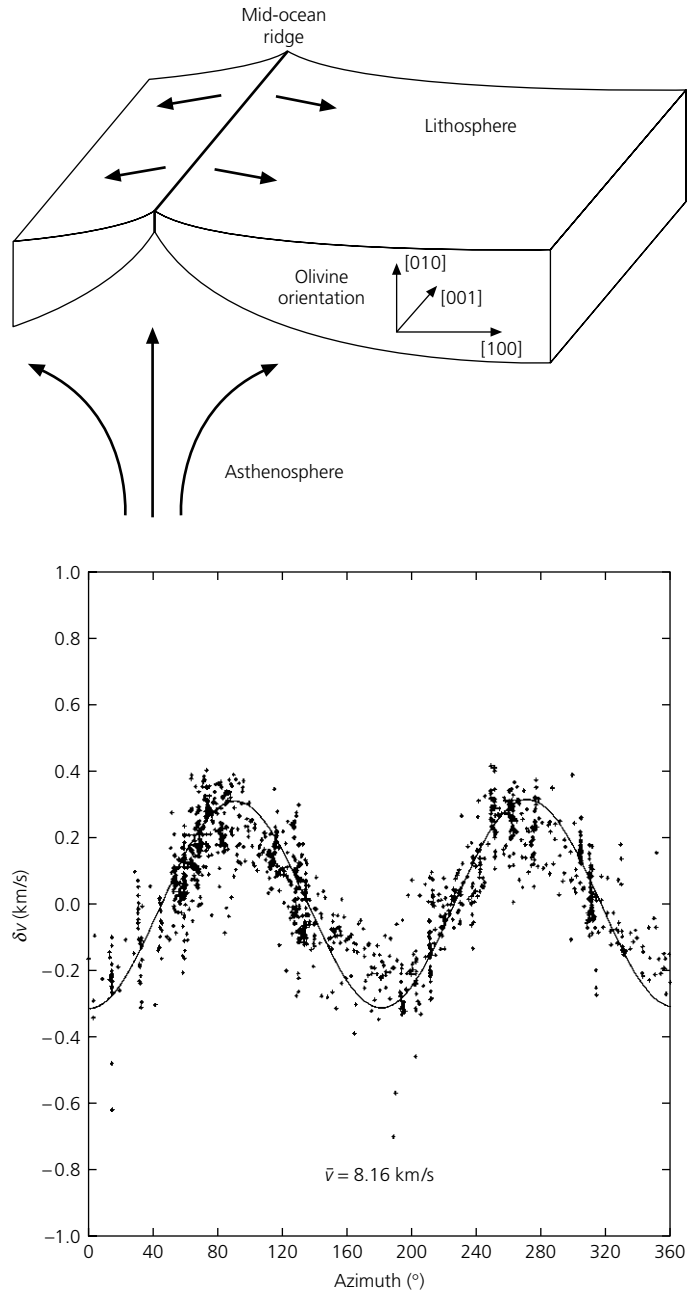 Mid-ocean
ridge
Lithosphere
Olivine
orientation
[010]
[001]
[100]
Asthenosphere
1.0
0.8
0.6
0.4
0.2
0.0
−0.2
−0.4
−0.6
−0.8
−1.0
δv (km/s)
v̄ = 8.16 km/s
0 40 80 120 160 200 240 280 320 360
Azimuth (°)